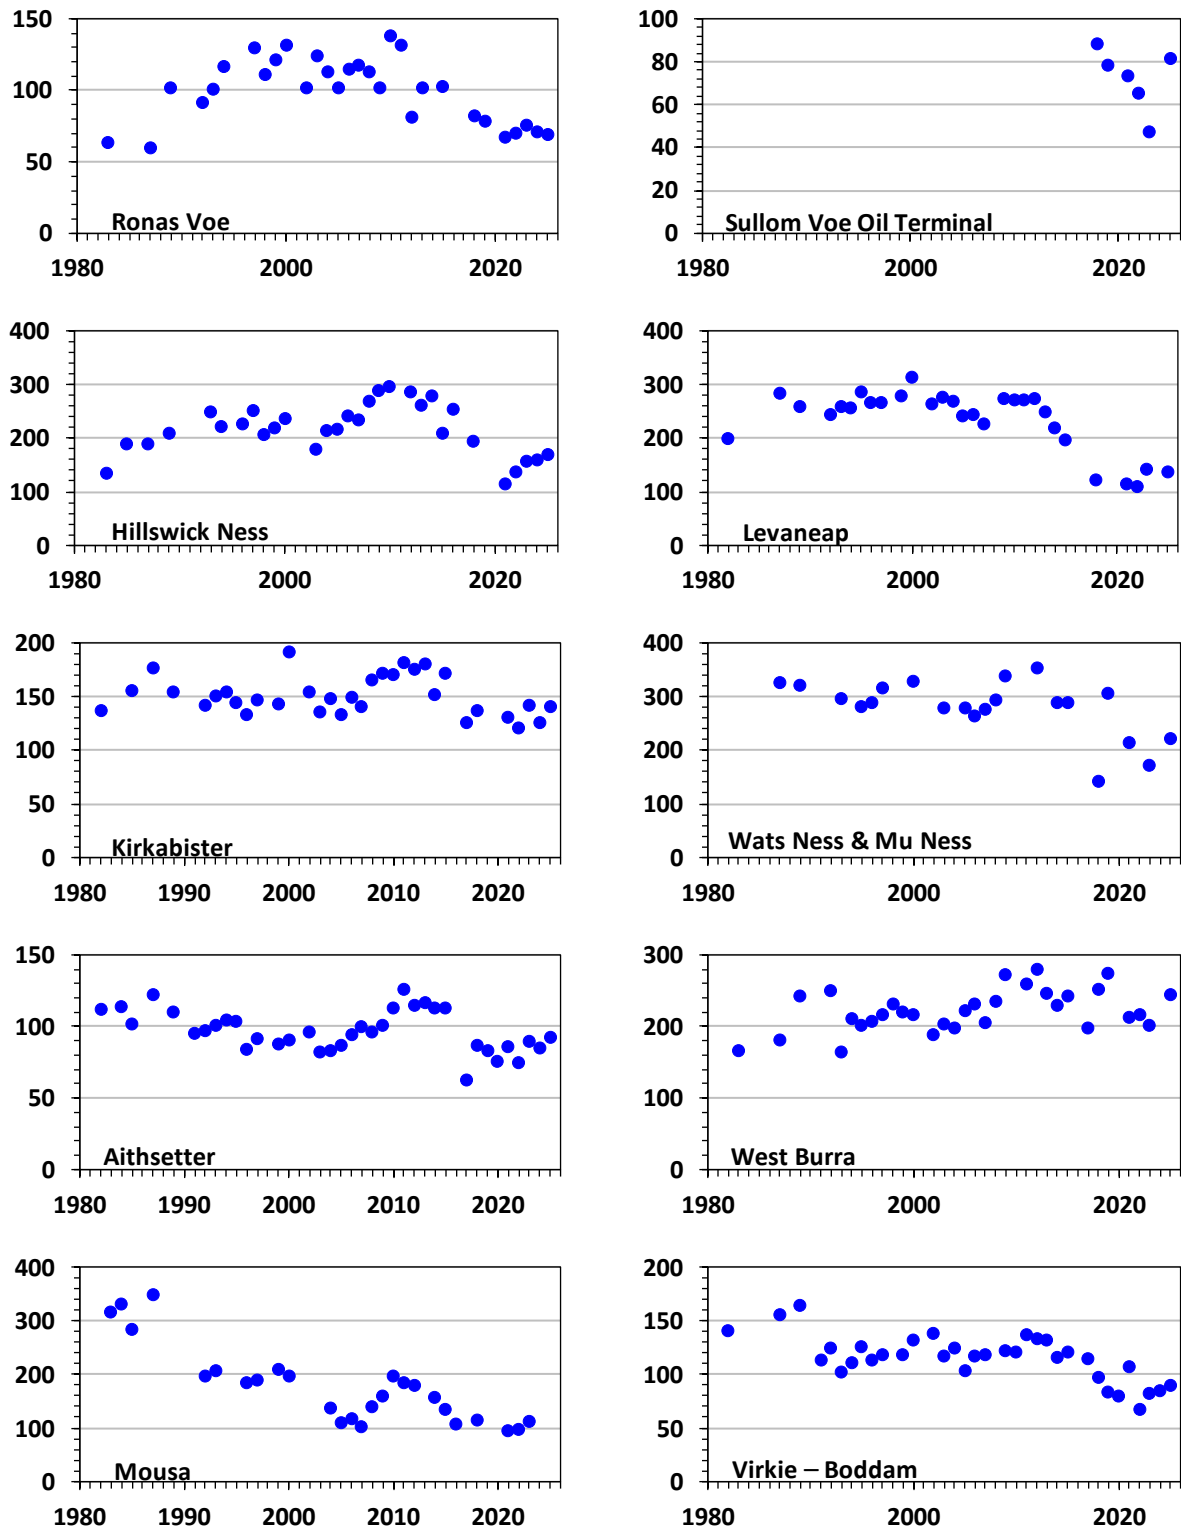 150
100
50
0
Ronas Voe
1980 2000 2020
100
80
60
40
20
0
Sullom Voe Oil Terminal
1980 2000 2020
400
300
200
100
0
Hillswick Ness
1980 2000 2020
400
300
200
100
0
Levaneap
1980 2000 2020
200
150
100
50
0
Kirkabister
1980 1990 2000 2010 2020
400
300
200
100
0
Wats Ness & Mu Ness
1980 2000 2020
150
100
50
0
Aithsetter
1980 1990 2000 2010 2020
300
200
100
0
West Burra
1980 2000 2020
400
300
200
100
0
Mousa
1980 1990 2000 2010 2020
200
150
100
50
0
Virkie – Boddam
1980 2000 2020